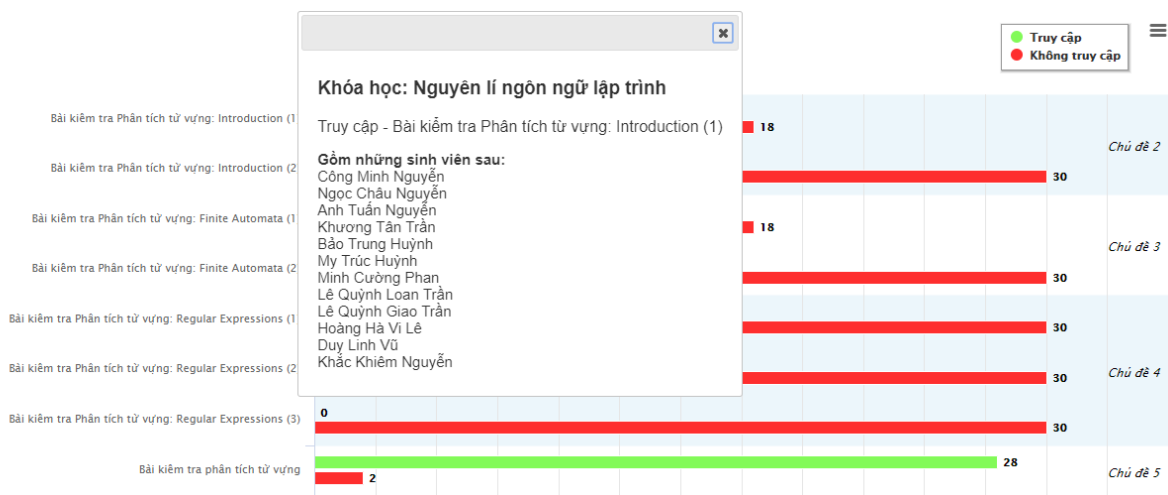 Truy cập
Không truy cập
Khóa học: Nguyên lí ngôn ngữ lập trình
Truy cập - Bài kiểm tra Phân tích từ vựng: Introduction (1)
Gồm những sinh viên sau:
Công Minh Nguyễn
Ngọc Châu Nguyễn
Anh Tuấn Nguyễn
Khương Tân Trần
Bảo Trung Huỳnh
My Trúc Huỳnh
Minh Cường Phan
Lê Quỳnh Loan Trần
Lê Quỳnh Giao Trần
Hoàng Hà Vi Lê
Duy Linh Vũ
Khắc Khiêm Nguyễn
Bài kiểm tra Phân tích từ vựng: Introduction (1
18
Chủ đề 2
Bài kiểm tra Phân tích từ vựng: Introduction (2
30
Bài kiểm tra Phân tích từ vựng: Finite Automata (1
18
Chủ đề 3
Bài kiểm tra Phân tích từ vựng: Finite Automata (2
30
Bài kiểm tra Phân tích từ vựng: Regular Expressions (1
30
Bài kiểm tra Phân tích từ vựng: Regular Expressions (2
30
Chủ đề 4
Bài kiểm tra Phân tích từ vựng: Regular Expressions (3)
0
30
Bài kiểm tra phân tích từ vựng
28
2
Chủ đề 5